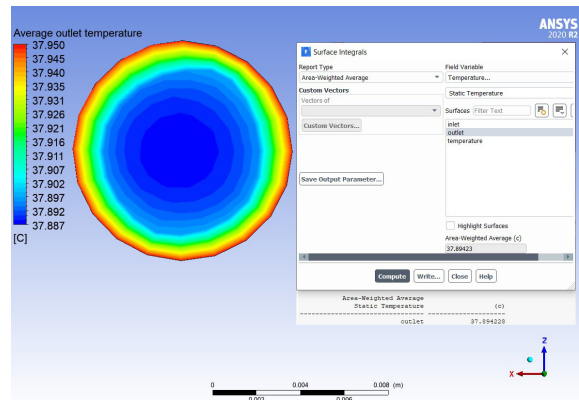 ANSYS
2020 R2
Average outlet temperature
37.950
37.945
37.940
37.935
37.931
37.926
37.921
37.916
37.911
37.907
37.902
37.897
37.892
37.887
[C]
Surface Integrals
Report Type
Area-Weighted Average
Custom Vectors
Vectors of
Custom Vectors...
Save Output Parameter...
Field Variable
Temperature...
Static Temperature
Surfaces Filter Text
inlet
outlet
temperature
Highlight Surfaces
Area-Weighted Average (c)
37.89423
Compute Write... Close Help
Area-Weighted Average
Static Temperature (c)
outlet 37.894228
Z
X
0 0.004 0.008 (m)
0.002 0.006